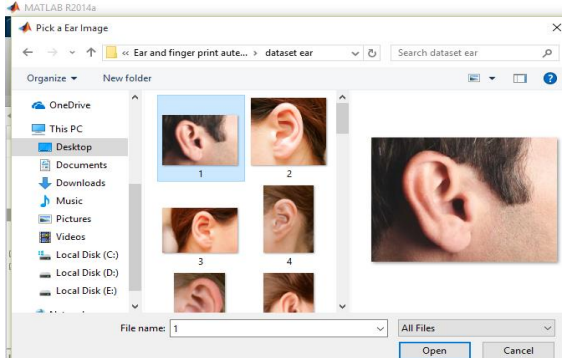 MATLAB R2014a
Pick a Ear Image
« Ear and finger print aute... > dataset ear
Search dataset ear
Organize
New folder
OneDrive
This PC
Desktop
Documents
Downloads
Music
Pictures
Videos
Local Disk (C:)
Local Disk (D:)
Local Disk (E:)
1
2
3
4
File name: 1
All Files
Open
Cancel